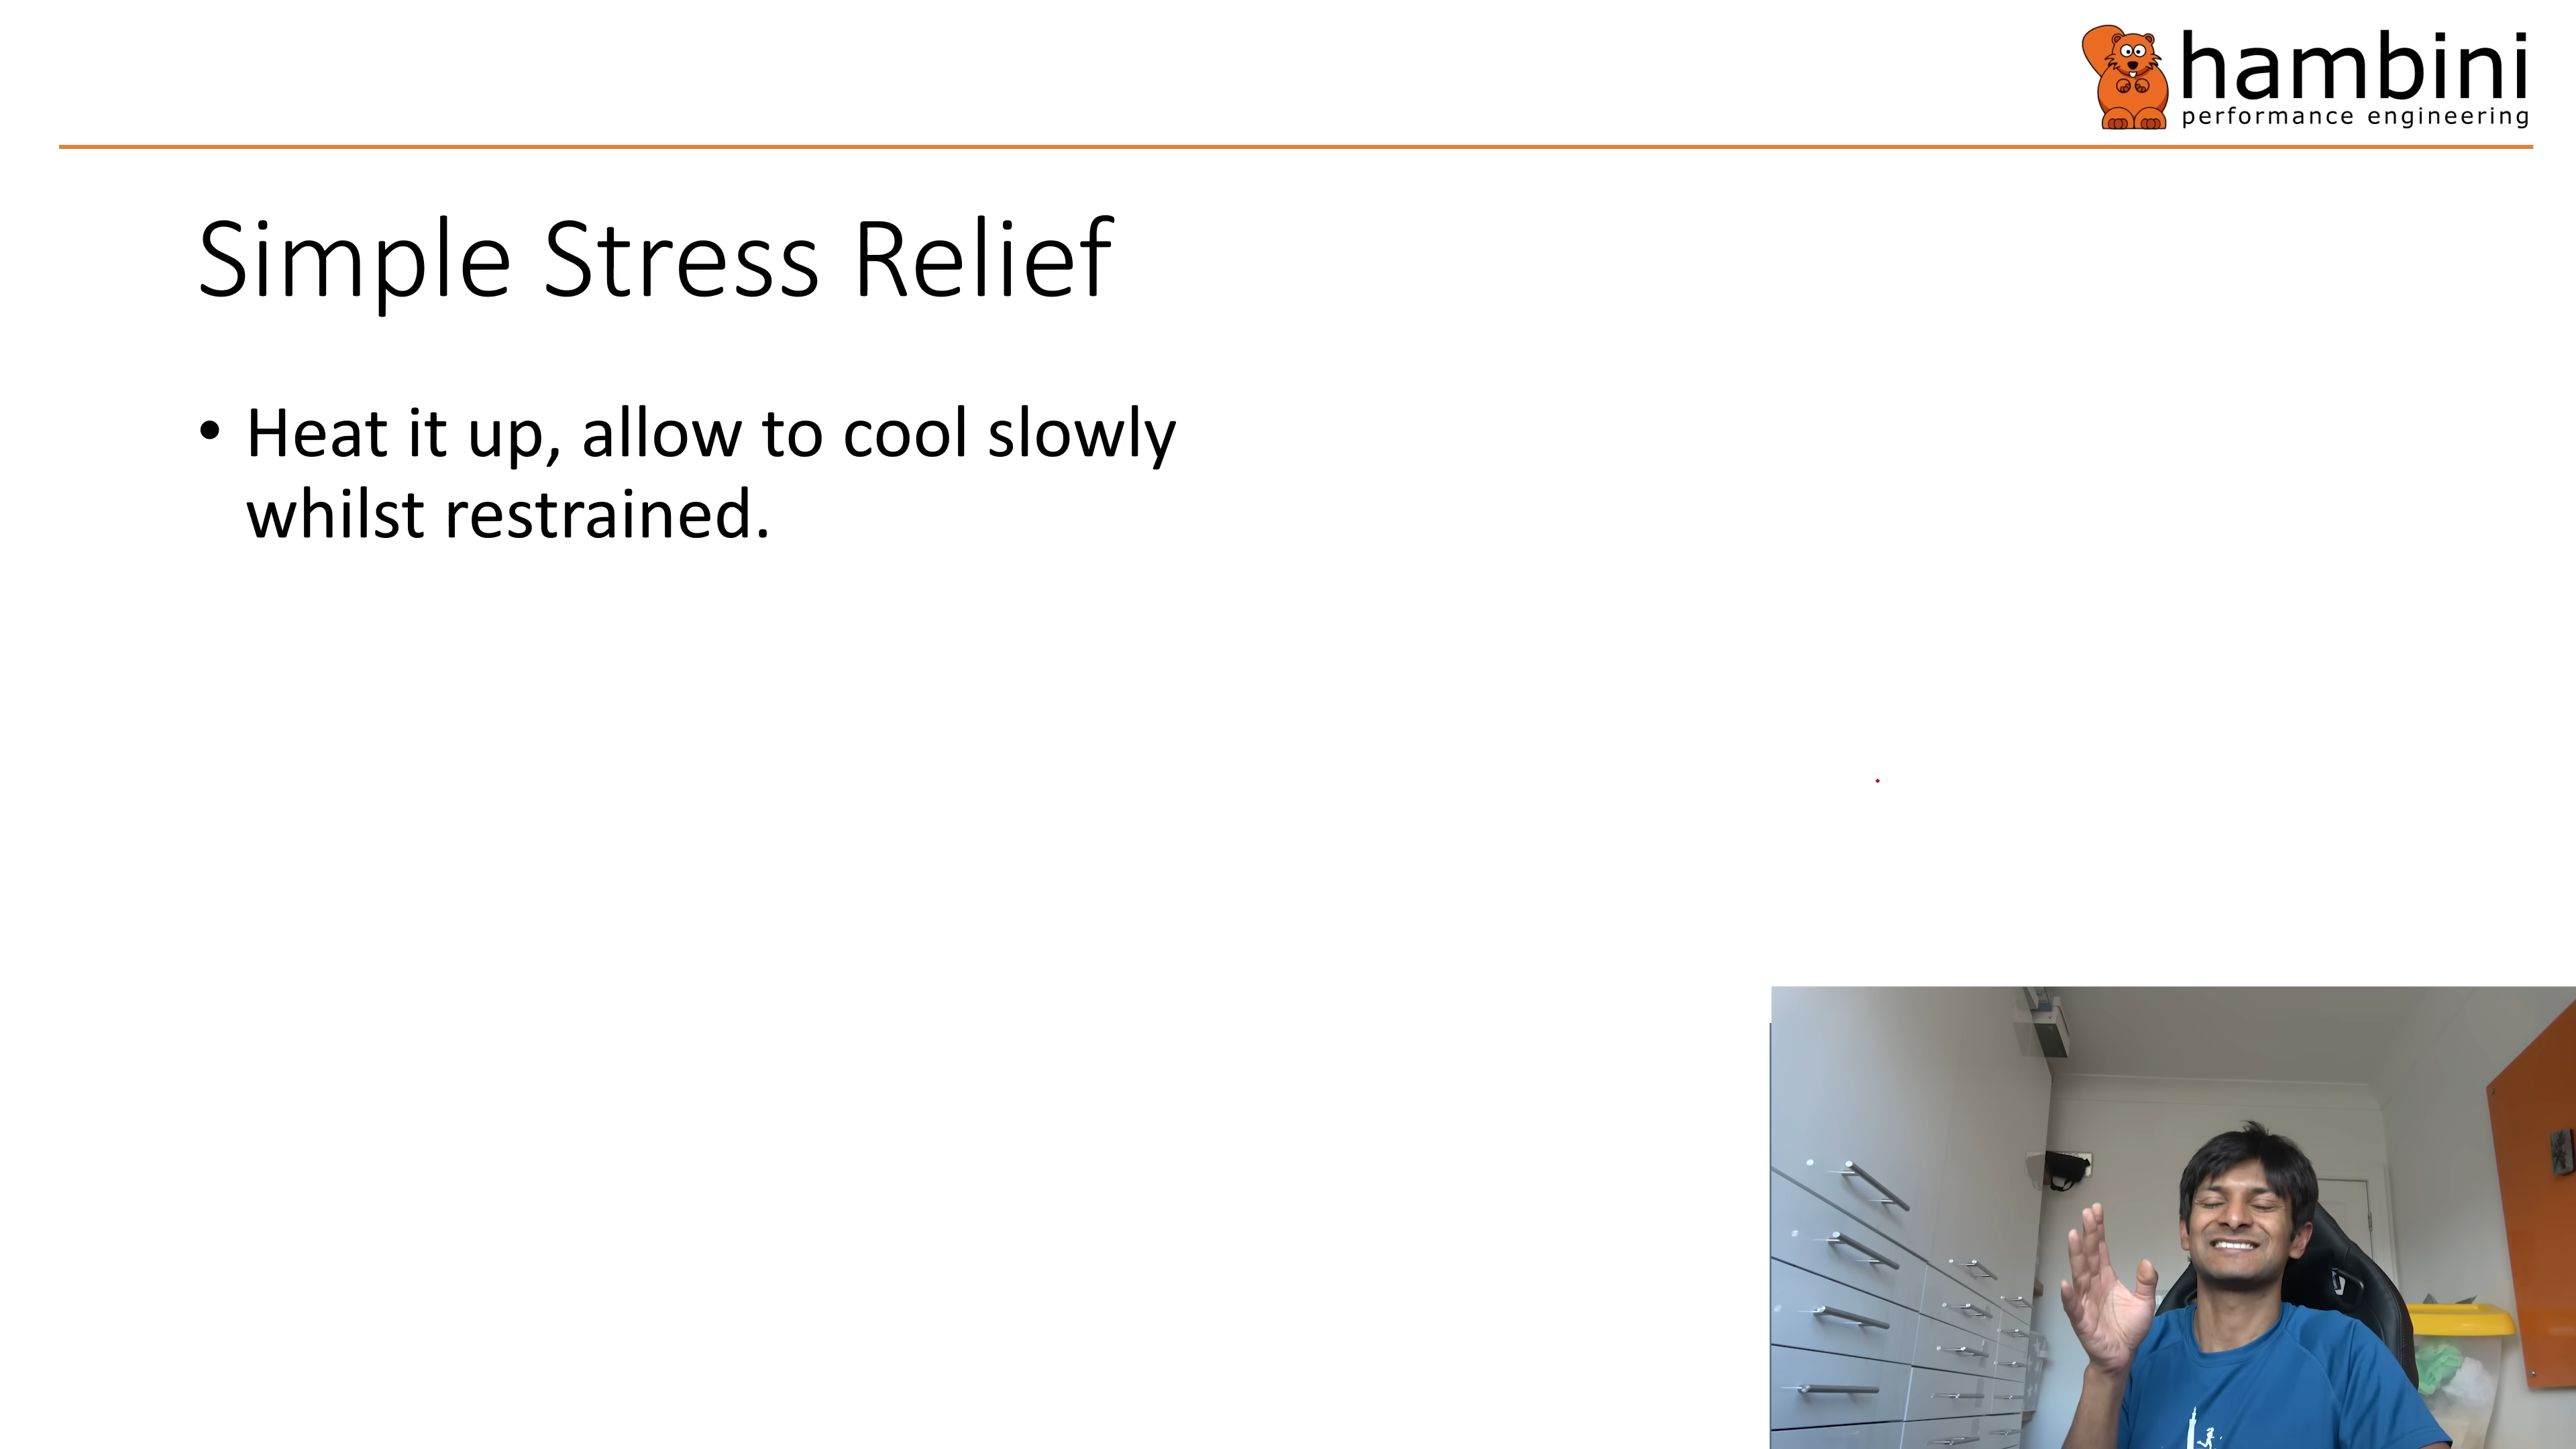 hambini
performance engineering
Simple Stress Relief
• Heat it up, allow to cool slowly
whilst restrained.